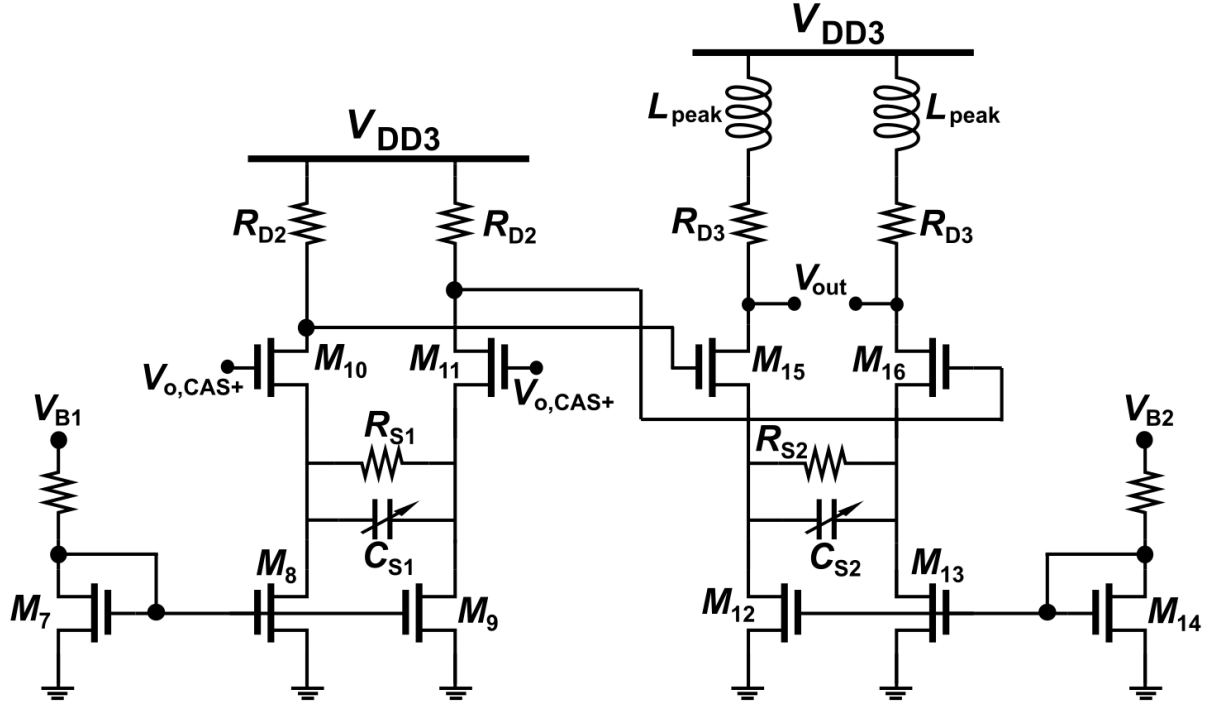 VDD3
Lpeak
Lpeak
VDD3
RD2
RD2
RD3
RD3
Vout
M10
M11
M15
M16
Vo,CAS+
Vo,CAS+
VB1
VB2
RS1
RS2
CS1
CS2
M8
M13
M7
M9
M12
M14